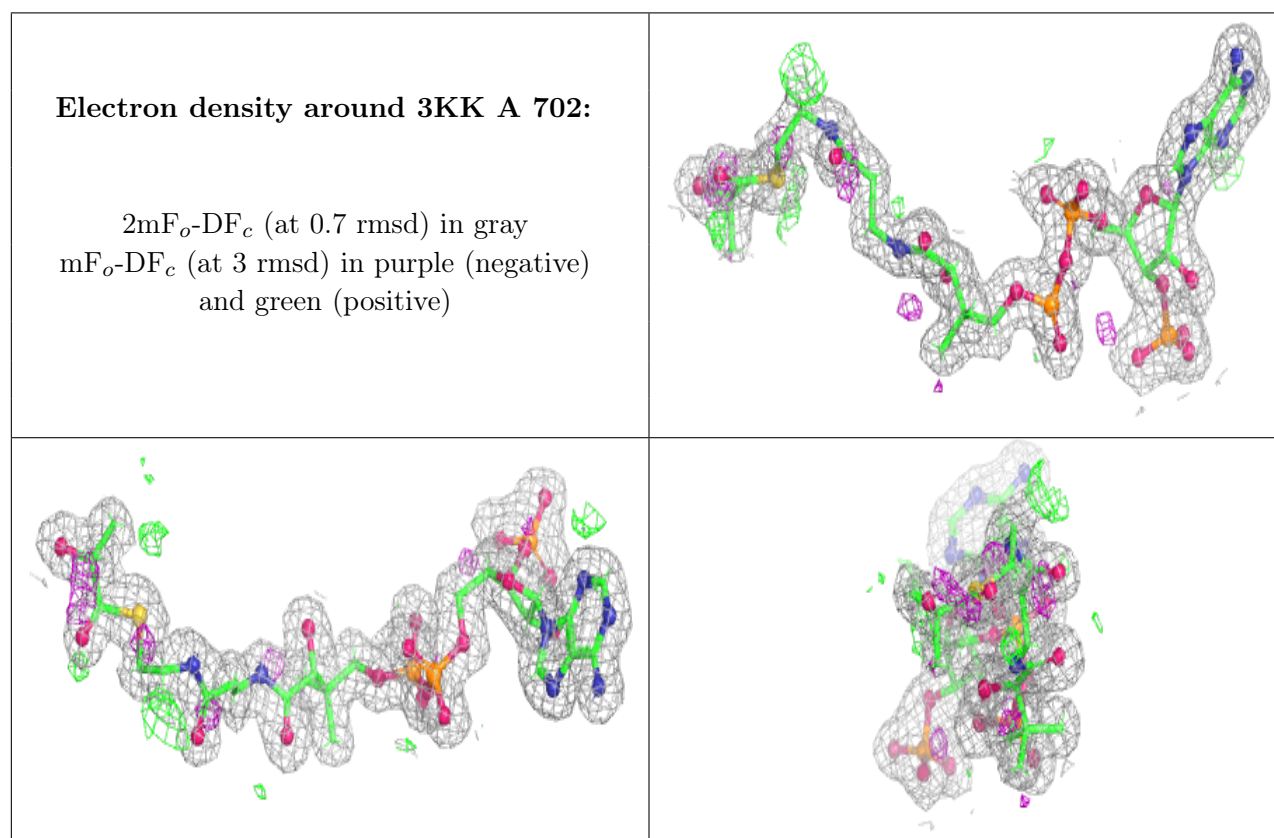 Electron density around 3KK A 702:
2mFo-DFc (at 0.7 rmsd) in gray
mFo-DFc (at 3 rmsd) in purple (negative)
and green (positive)